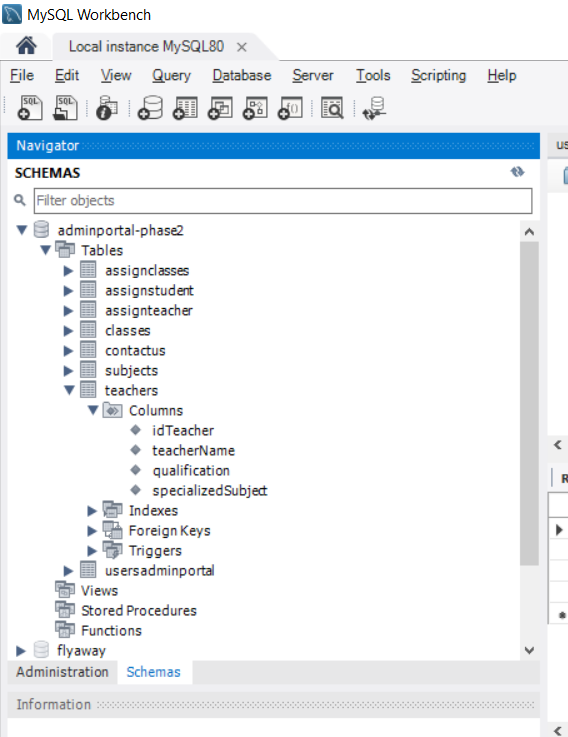 MySQL Workbench
Local instance MySQL80
File Edit View Query Database Server Tools Scripting Help
SQL SQL
Navigator
us
SCHEMAS
Filter objects
adminportal-phase2
Tables
assignclasses
assignstudent
assignteacher
classes
contactus
subjects
teachers
Columns
idTeacher
teacherName
qualification
specializedSubject
R
Indexes
Foreign Keys
Triggers
usersadminportal
Views
Stored Procedures
Functions
flyaway
Administration Schemas
Information